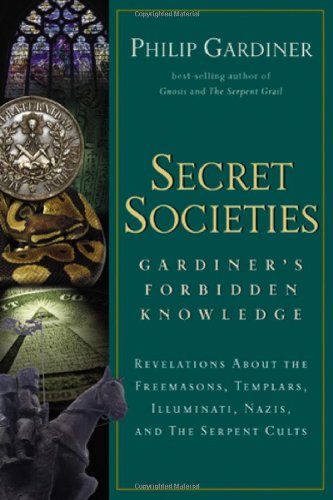 PHILIP GARDINER
best-selling author of
Gnosis and The Serpent Grail
SECRET
SOCIETIES
GARDINER'S
FORBIDDEN
KNOWLEDGE
REVELATIONS ABOUT THE
FREEMASONS, TEMPLARS,
ILLUMINATI, NAZIS,
AND THE SERPENT CULTS